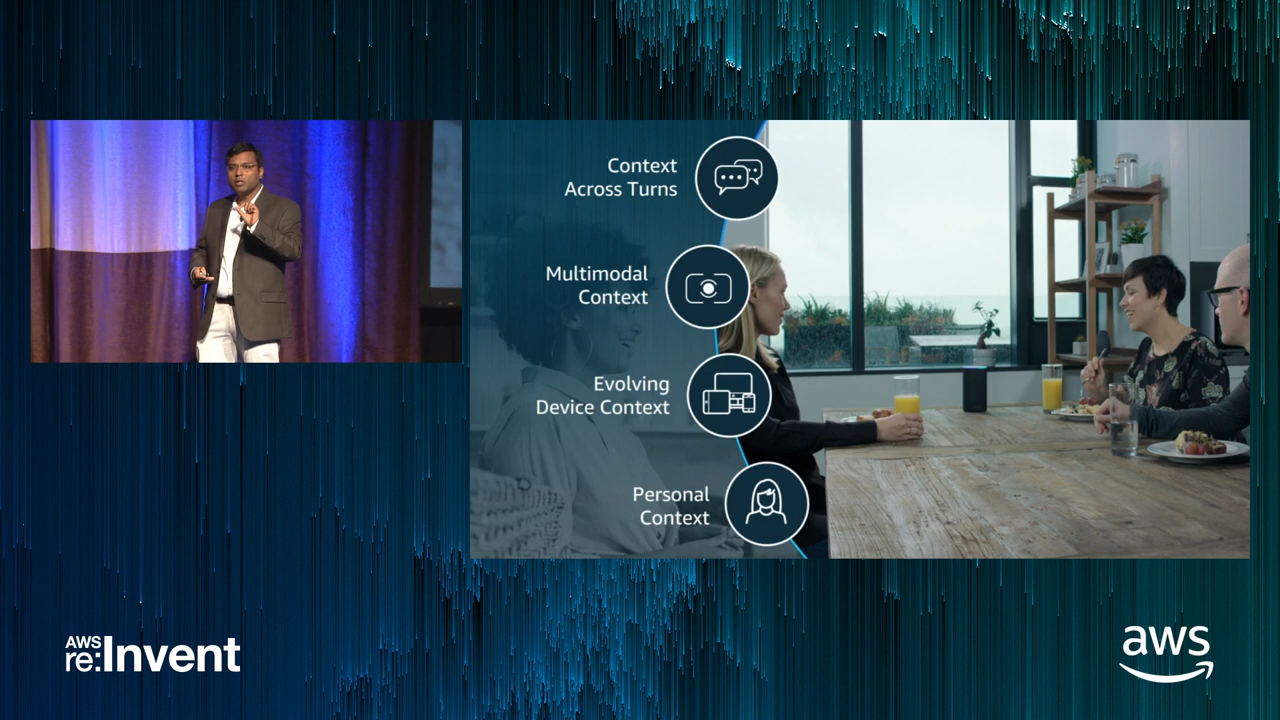 Context
Across Turns
Multimodal
Context
Evolving
Device Context
Personal
Context
AWS
re:Invent
aws